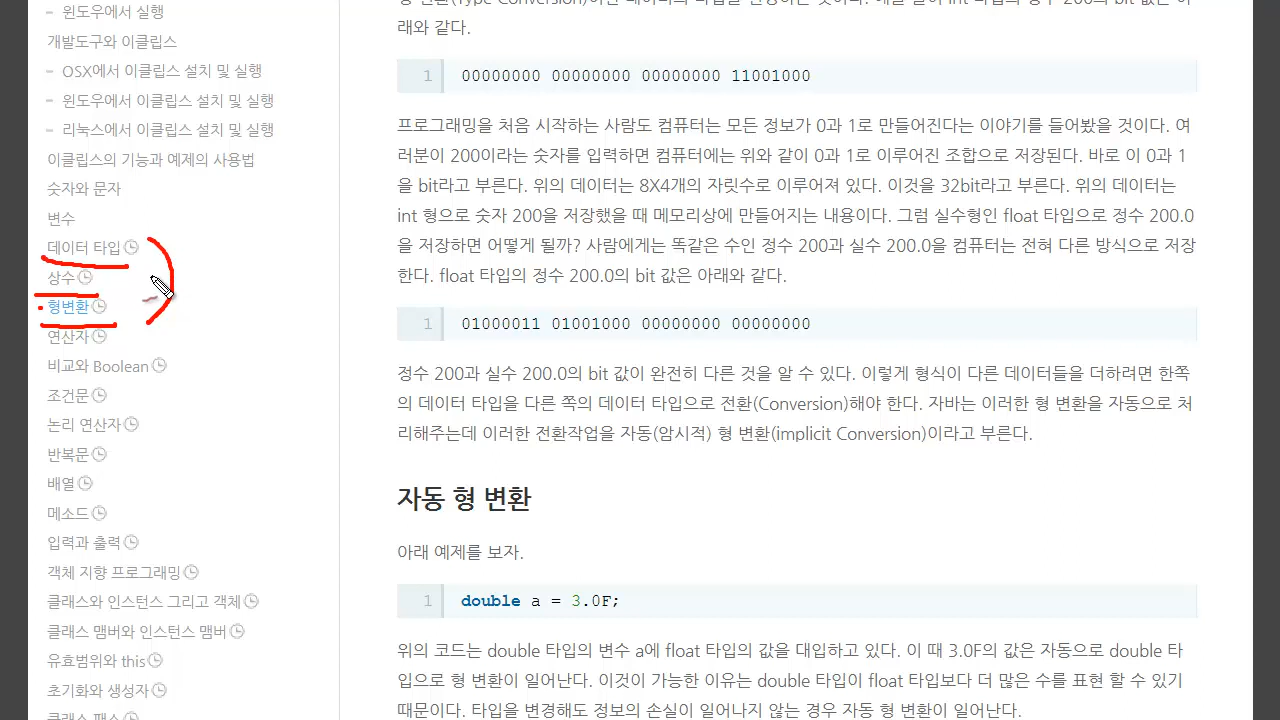 윈도우에서 실행
개발도구와 이클립스
OSX에서 이클립스 설치 및 실행
윈도우에서 이클립스 설치 및 실행
리눅스에서 이클립스 설치 및 실행
이클립스의 기능과 예제의 사용법
숫자와 문자
변수
데이터 타입
상수
형변환
연산자
비교와 Boolean
조건문
논리 연산자
반복문
배열
메소드
입력과 출력
객체 지향 프로그래밍
클래스와 인스턴스 그리고 객체
클래스 맴버와 인스턴스 맴버
유효범위와 this
초기화와 생성자
클래스 패스
래와 같다.
1 00000000 00000000 00000000 11001000
프로그래밍을 처음 시작하는 사람도 컴퓨터는 모든 정보가 0과 1로 만들어진다는 이야기를 들어봤을 것이다. 여
러분이 200이라는 숫자를 입력하면 컴퓨터에는 위와 같이 0과 1로 이루어진 조합으로 저장된다. 바로 이 0과 1
을 bit라고 부른다. 위의 데이터는 8X4개의 자릿수로 이루어져 있다. 이것을 32bit라고 부른다. 위의 데이터는
int 형으로 숫자 200을 저장했을 때 메모리상에 만들어지는 내용이다. 그럼 실수형인 float 타입으로 정수 200.0
을 저장하면 어떻게 될까? 사람에게는 똑같은 수인 정수 200과 실수 200.0을 컴퓨터는 전혀 다른 방식으로 저장
한다. float 타입의 정수 200.0의 bit 값은 아래와 같다.
1 01000011 01001000 00000000 00000000
정수 200과 실수 200.0의 bit 값이 완전히 다른 것을 알 수 있다. 이렇게 형식이 다른 데이터들을 더하려면 한쪽
의 데이터 타입을 다른 쪽의 데이터 타입으로 전환(Conversion)해야 한다. 자바는 이러한 형 변환을 자동으로 처
리해주는데 이러한 전환작업을 자동(암시적) 형 변환(implicit Conversion)이라고 부른다.
자동 형 변환
아래 예제를 보자.
1 double a = 3.0F;
위의 코드는 double 타입의 변수 a에 float 타입의 값을 대입하고 있다. 이 때 3.0F의 값은 자동으로 double 타
입으로 형 변환이 일어난다. 이것이 가능한 이유는 double 타입이 float 타입보다 더 많은 수를 표현 할 수 있기
때문이다. 타입을 변경해도 정보의 손실이 일어나지 않는 경우 자동 형 변환이 일어난다.